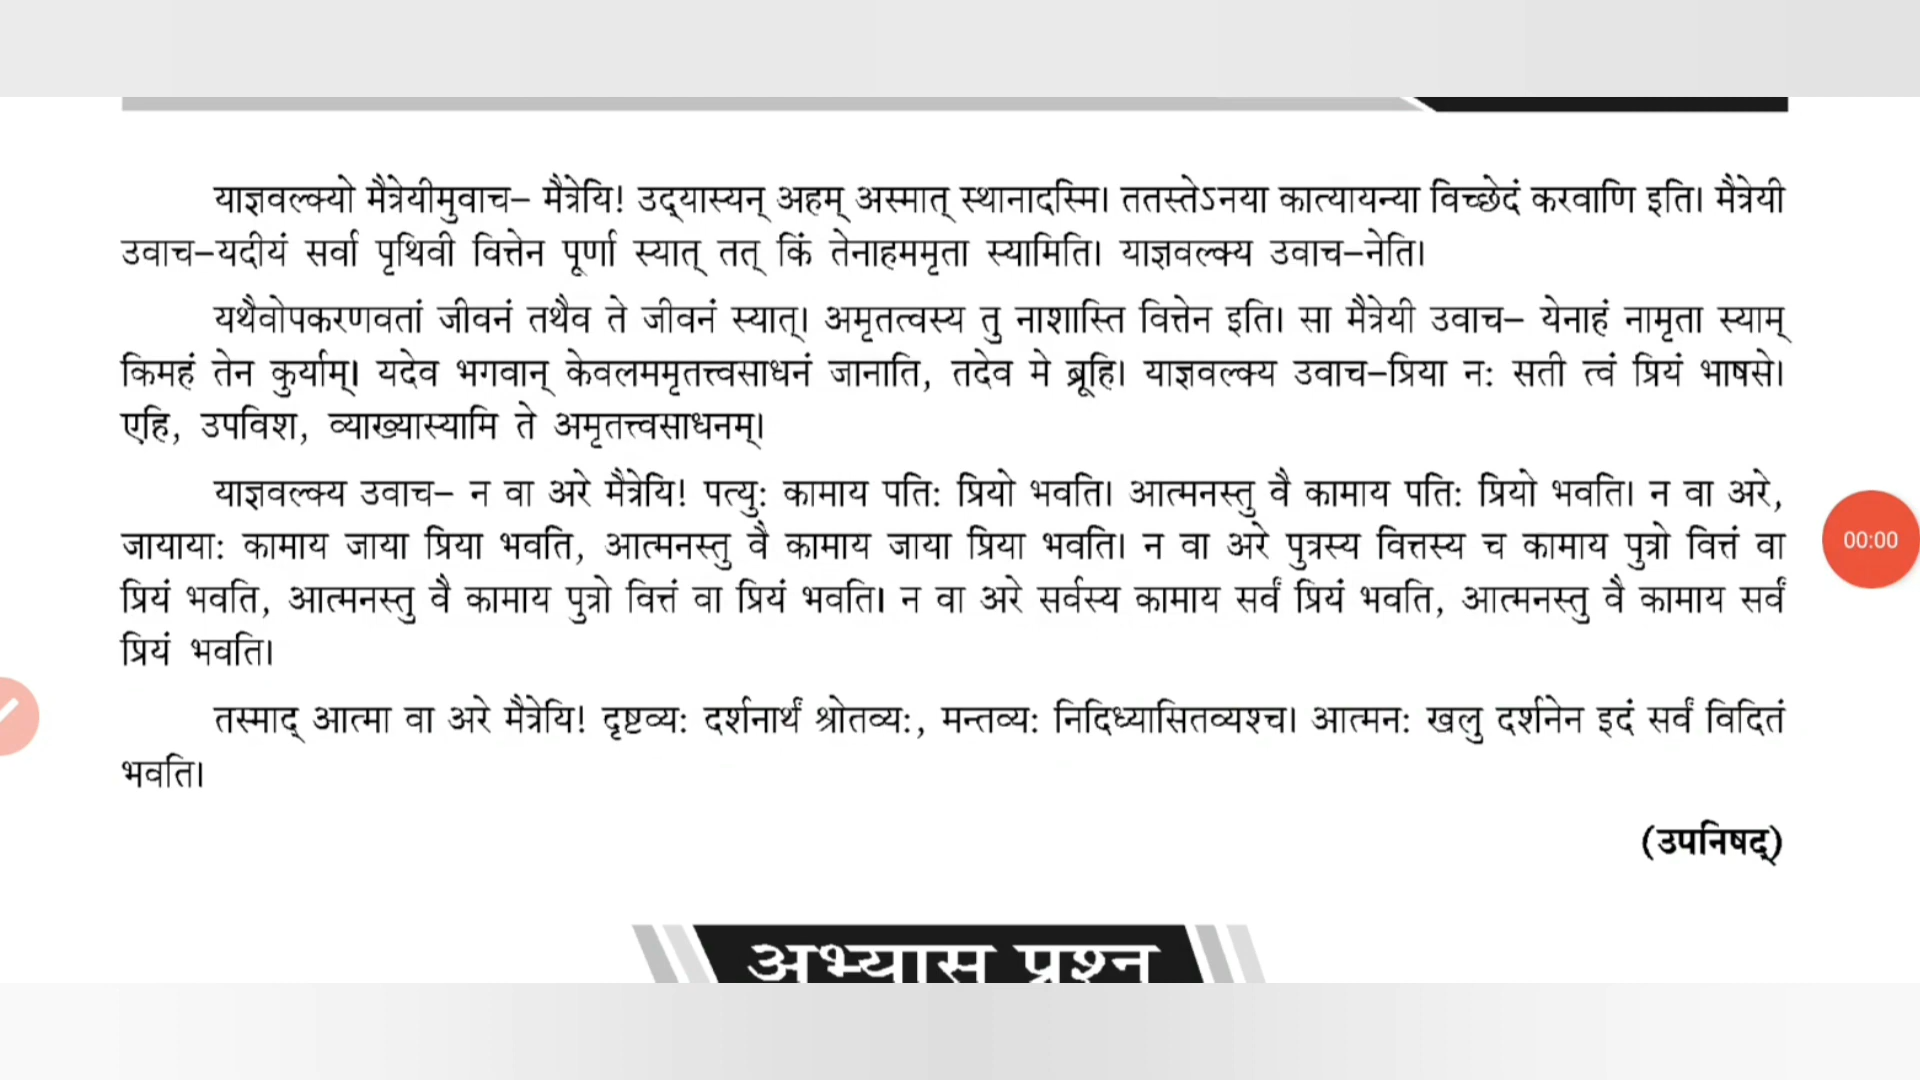 याज्ञवल्क्यो मैत्रेयीमुवाच– मैत्रेयि! उद्यास्यन् अहम् अस्मात् स्थानादस्मि। ततस्तेऽनया कात्यायन्या विच्छेदं करवाणि इति। मैत्रेयी
उवाच–यदीयं सर्वा पृथिवी वित्तेन पूर्णा स्यात् तत् किं तेनाहममृता स्यामिति। याज्ञवल्क्य उवाच–नेति।
यथैवोपकरणवतां जीवनं तथैव ते जीवनं स्यात्। अमृतत्वस्य तु नाशास्ति वित्तेन इति। सा मैत्रेयी उवाच– येनाहं नामृता स्याम्
किमहं तेन कुर्याम्। यदेव भगवान् केवलममृतत्त्वसाधनं जानाति, तदेव मे ब्रूहि। याज्ञवल्क्य उवाच–प्रिया नः सती त्वं प्रियं भाषसे।
एहि, उपविश, व्याख्यास्यामि ते अमृतत्त्वसाधनम्।
याज्ञवल्क्य उवाच– न वा अरे मैत्रेयि! पत्युः कामाय पतिः प्रियो भवति। आत्मनस्तु वै कामाय पतिः प्रियो भवति। न वा अरे,
जायायाः कामाय जाया प्रिया भवति, आत्मनस्तु वै कामाय जाया प्रिया भवति। न वा अरे पुत्रस्य वित्तस्य च कामाय पुत्रो वित्तं वा
प्रियं भवति, आत्मनस्तु वै कामाय पुत्रो वित्तं वा प्रियं भवति। न वा अरे सर्वस्य कामाय सर्वं प्रियं भवति, आत्मनस्तु वै कामाय सर्वं
प्रियं भवति।
तस्माद् आत्मा वा अरे मैत्रेयि! दृष्टव्यः दर्शनार्थं श्रोतव्यः, मन्तव्यः निदिध्यासितव्यश्च। आत्मनः खलु दर्शनेन इदं सर्वं विदितं
भवति।
(उपनिषद्)
अभ्यास प्रश्न
00:00